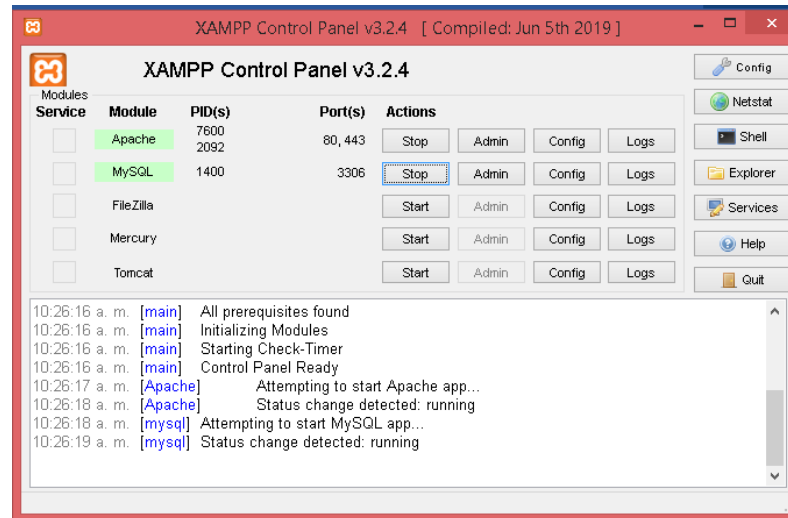 XAMPP Control Panel v3.2.4 [ Compiled: Jun 5th 2019 ]
XAMPP Control Panel v3.2.4
Config
Modules
Netstat
Service Module PID(s) Port(s) Actions
Apache 7600 2092 80, 443 Stop Admin Config Logs
Shell
MySQL 1400 3306 Stop Admin Config Logs
Explorer
FileZilla Start Admin Config Logs
Services
Mercury Start Admin Config Logs
Help
Tomcat Start Admin Config Logs
Quit
10:26:16 a. m. [main] All prerequisites found
10:26:16 a. m. [main] Initializing Modules
10:26:16 a. m. [main] Starting Check-Timer
10:26:16 a. m. [main] Control Panel Ready
10:26:17 a. m. [Apache] Attempting to start Apache app...
10:26:18 a. m. [Apache] Status change detected: running
10:26:18 a. m. [mysql] Attempting to start MySQL app...
10:26:19 a. m. [mysql] Status change detected: running